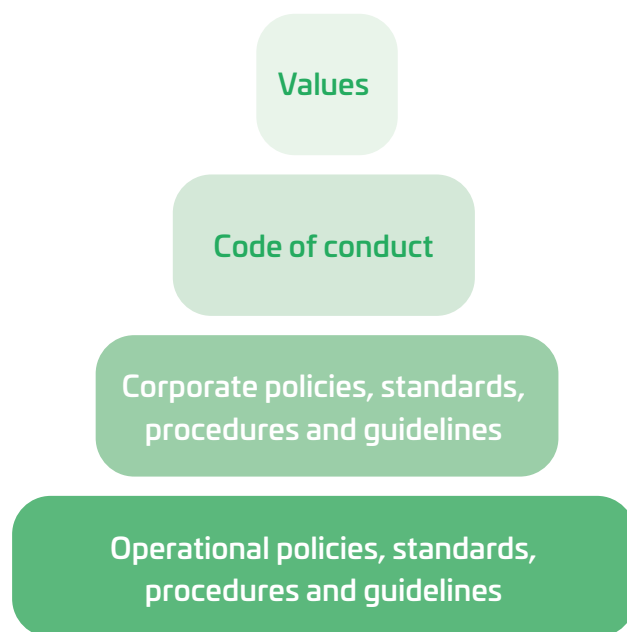 Values
Code of conduct
Corporate policies, standards,
procedures and guidelines
Operational policies, standards,
procedures and guidelines